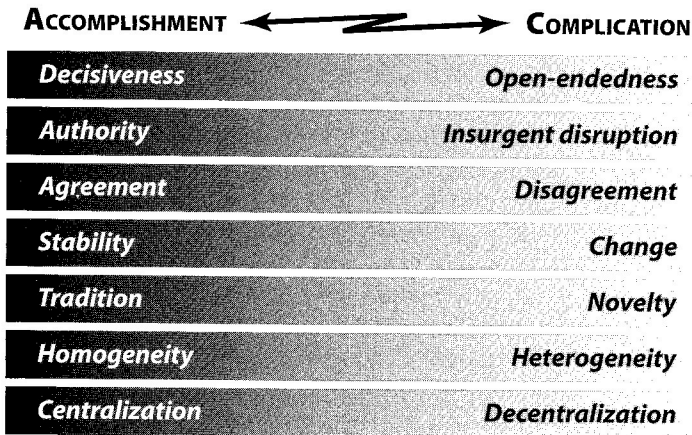 ACCOMPLISHMENT COMPLICATION
Decisiveness Open-endedness
Authority Insurgent disruption
Agreement Disagreement
Stability Change
Tradition Novelty
Homogeneity Heterogeneity
Centralization Decentralization